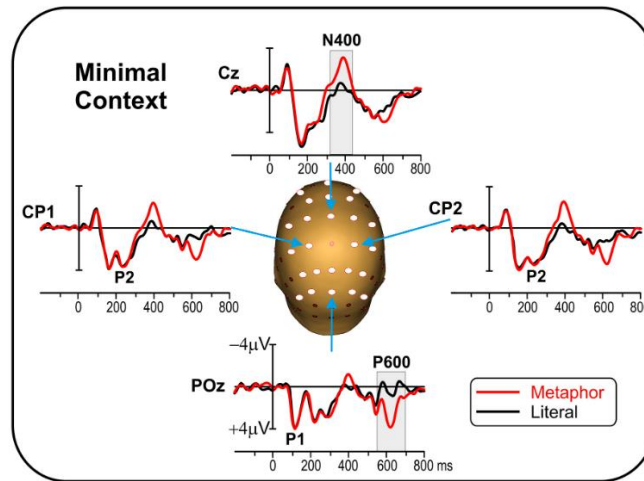 Minimal
Context
N400
Cz
0 200 400 600 800
CP1
P2
0 200 400 600 800
CP2
P2
0 200 400 600 800
−4µV
P600
POz
P1
+4µV
0 200 400 600 800 ms
Metaphor
Literal